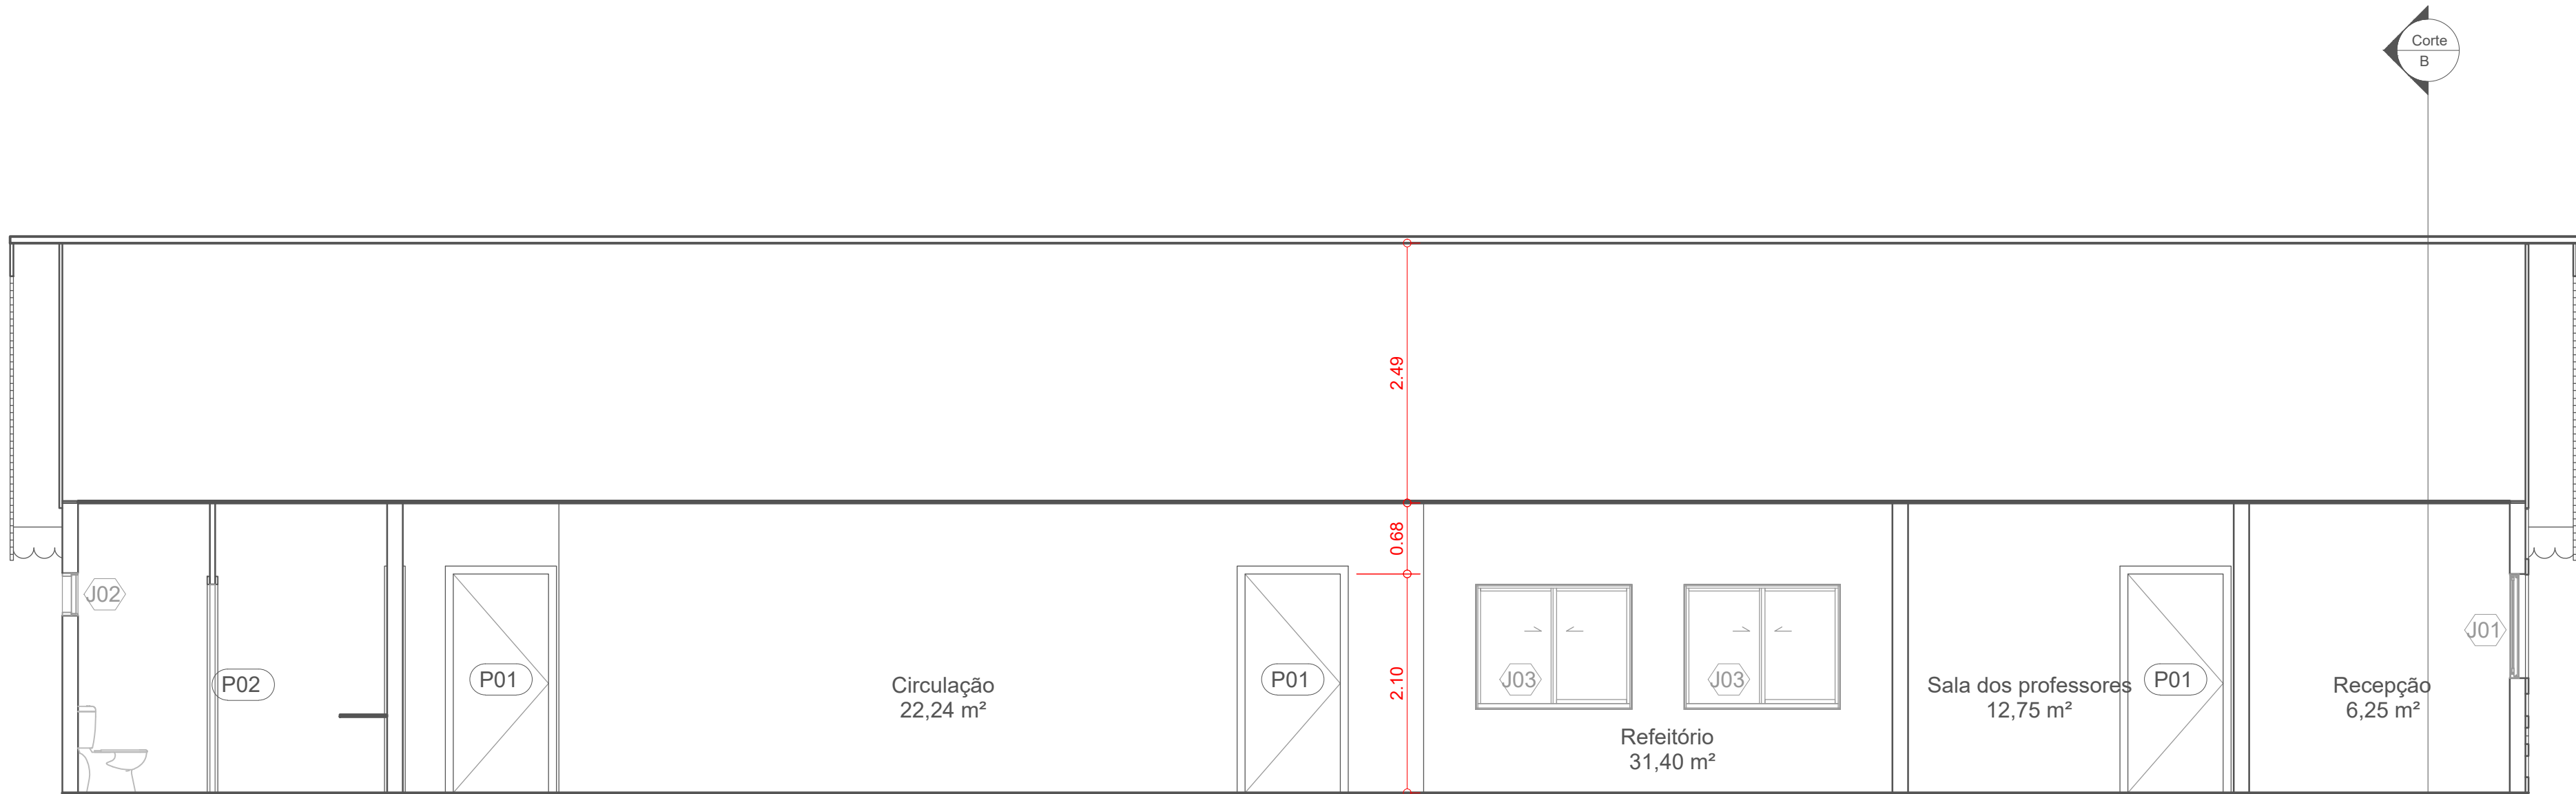 Corte
B
2.49
0.68
2.10
J02
P02
P01
Circulação
22,24 m²
P01
J03
J03
Refeitório
31,40 m²
Sala dos professores
12,75 m²
P01
Recepção
6,25 m²
J01